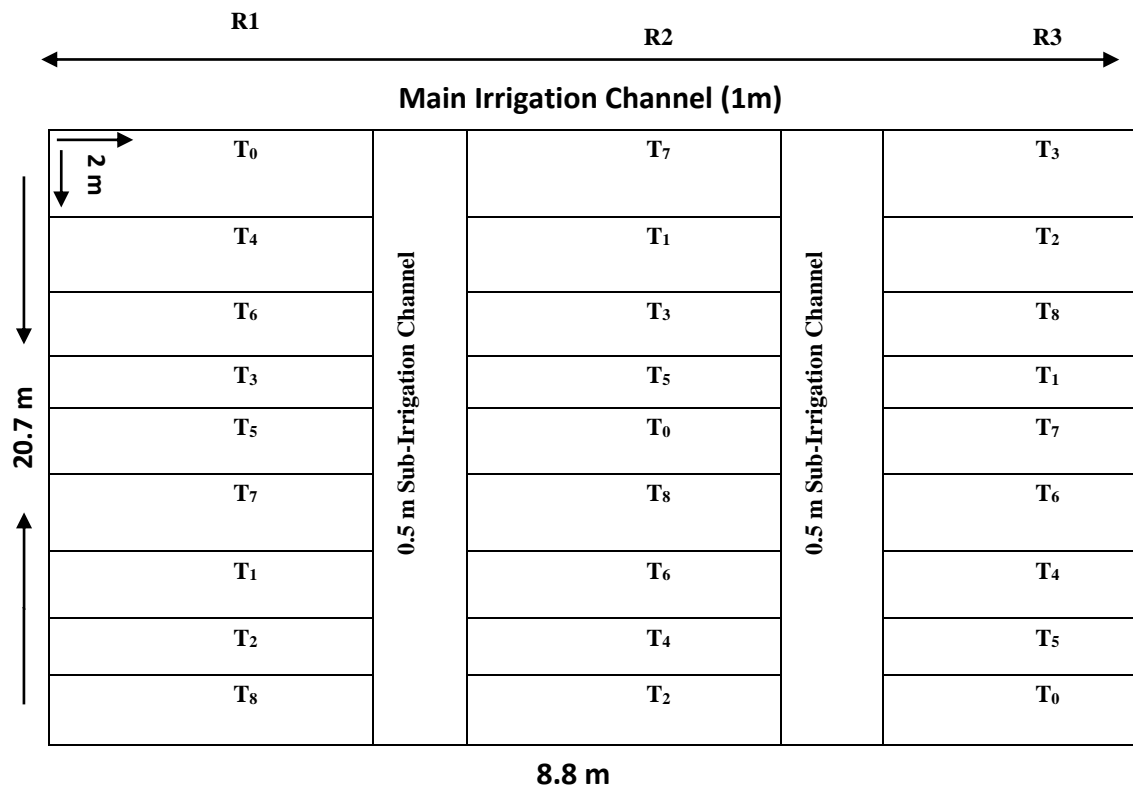 R1 R2 R3
Main Irrigation Channel (1m)
T₀ T₇ T₃
2 m
T₄ T₁ T₂
T₆ T₃ T₈
T₃ T₅ T₁
T₅ T₀ T₇
T₇ T₈ T₆
T₁ T₆ T₄
T₂ T₄ T₅
T₈ T₂ T₀
0.5 m Sub-Irrigation Channel
0.5 m Sub-Irrigation Channel
20.7 m
8.8 m